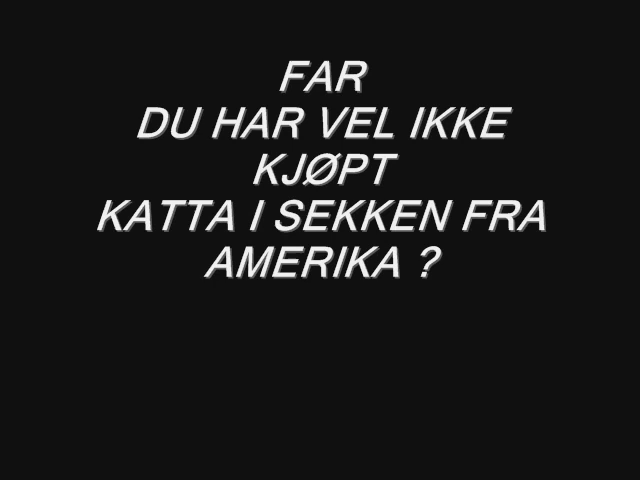 FAR
DU HAR VEL IKKE
KJØPT
KATTA I SEKKEN FRA
AMERIKA ?